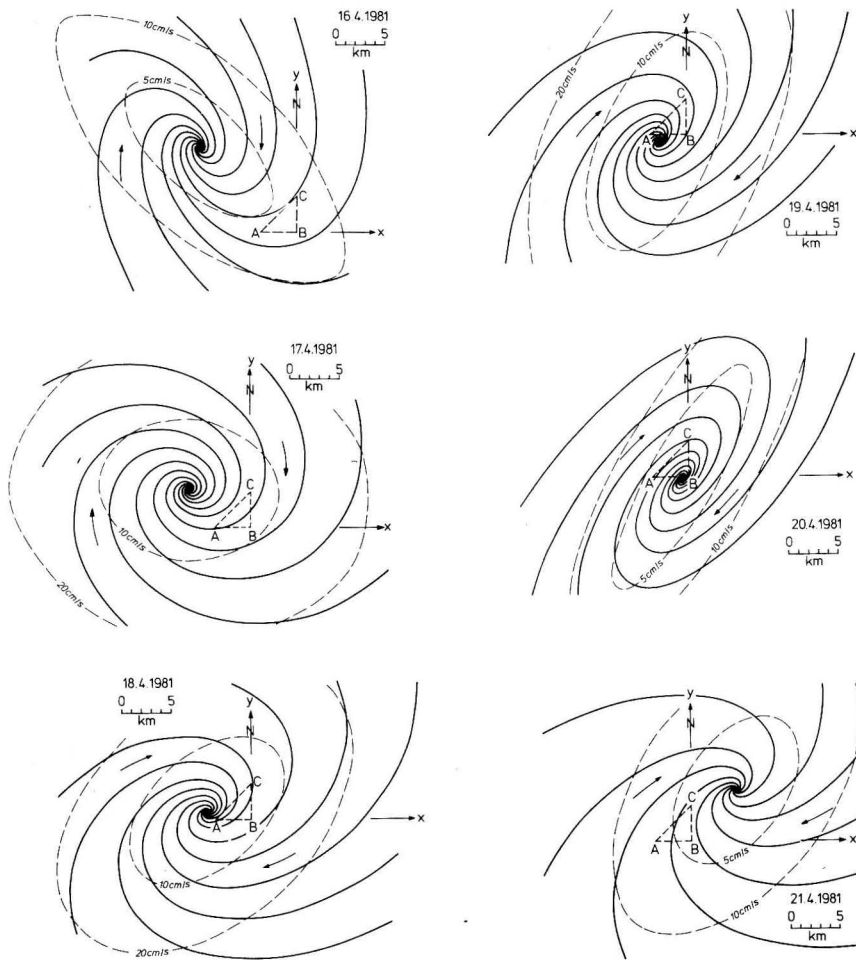 16.4.1981
0 5
km
10cm/s
5cm/s
y
N
C
A B
x
19.4.1981
0 5
km
20cm/s
10cm/s
y
N
C
A B
x
17.4.1981
0 5
km
y
N
C
A B
x
10cm/s
20cm/s
20.4.1981
0 5
km
y
N
C
A B
x
5cm/s
10cm/s
18.4.1981
0 5
km
y
N
C
A B
x
10cm/s
20cm/s
21.4.1981
0 5
km
y
N
C
A B
x
5cm/s
10cm/s